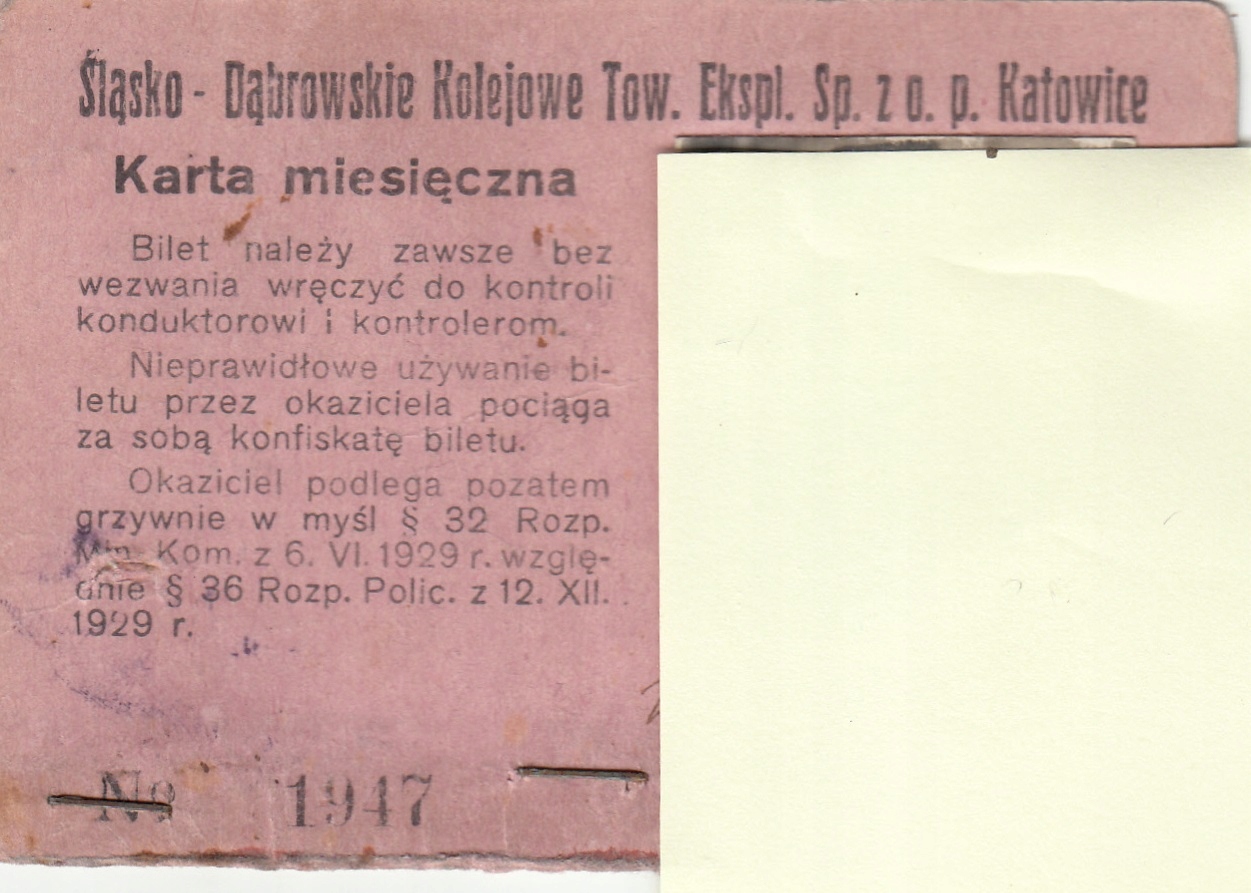 Śląsko - Dąbrowskie Kolejowe Tow. Ekspl. Sp. z o. p. Katowice
Karta miesięczna
Bilet należy zawsze bez
wezwania wręczyć do kontroli
konduktorowi i kontrolerom.
Nieprawidłowe używanie bi-
letu przez okaziciela pociąga
za sobą konfiskatę biletu.
Okaziciel podlega pozatem
grzywnie w myśl § 32 Rozp.
Min. Kom. z 6. VI. 1929 r. wzglę-
dnie § 36 Rozp. Polic. z 12. XII.
1929 r.
No 1947